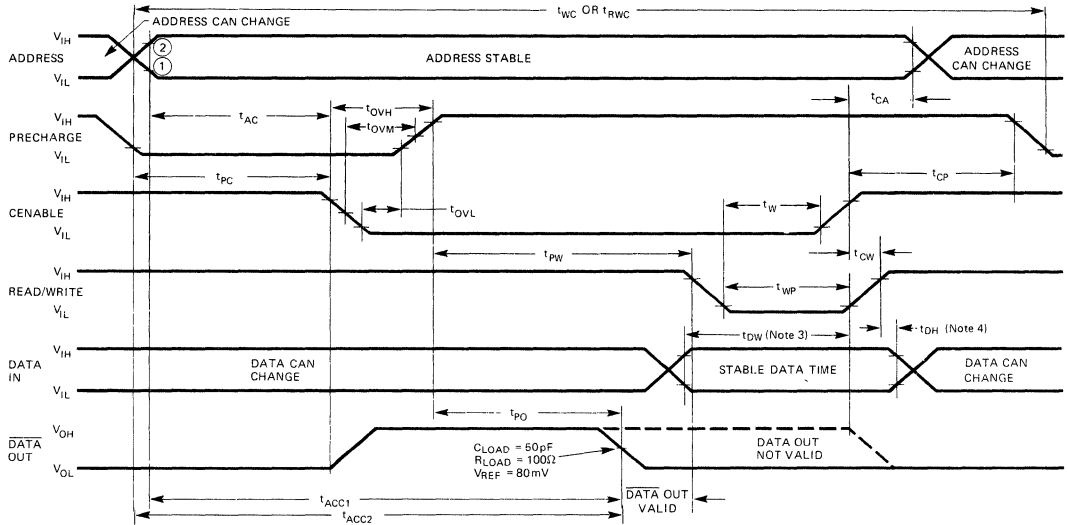 tWC OR tRWC
ADDRESS CAN CHANGE
VIH
ADDRESS
VIL
2
1
ADDRESS STABLE
ADDRESS
CAN CHANGE
tCA
tAC
tOVH
tOVM
VIH
PRECHARGE
VIL
tPC
tCP
VIH
CENABLE
VIL
tOVL
tW
tPW
tCW
VIH
READ/WRITE
VIL
tWP
tDW (Note 3)
tDH (Note 4)
VIH
DATA
IN
VIL
DATA CAN
CHANGE
STABLE DATA TIME
DATA CAN
CHANGE
tPO
VOH
DATA
OUT
VOL
CLOAD = 50pF
RLOAD = 100Ω
VREF = 80mV
DATA OUT
NOT VALID
tACC1
tACC2
DATA OUT
VALID